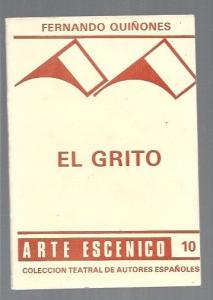 FERNANDO QUIÑONES
EL GRITO
ARTE ESCENICO 10
COLECCION TEATRAL DE AUTORES ESPAÑOLES